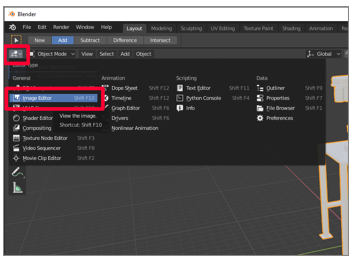 Blender
File Edit Render Window Help Layout Modeling Sculpting UV Editing Texture Paint Shading Animation
New Add Subtract Difference Intersect
Object Mode View Select Add Object Global
General Animation Scripting Data
Dope Sheet Shift F12 Text Editor Shift F11 Outliner Shift F9
Image Editor Shift F10 Timeline Shift F12 Python Console Shift F4 Properties Shift F7
Graph Editor Shift F6 Info File Browser Shift F1
Shader Editor View the image. Drivers Shift F6 Preferences
Compositing Shortcut: Shift F10 Nonlinear Animation
Texture Node Editor Shift F3
Video Sequencer Shift F8
Movie Clip Editor Shift F2